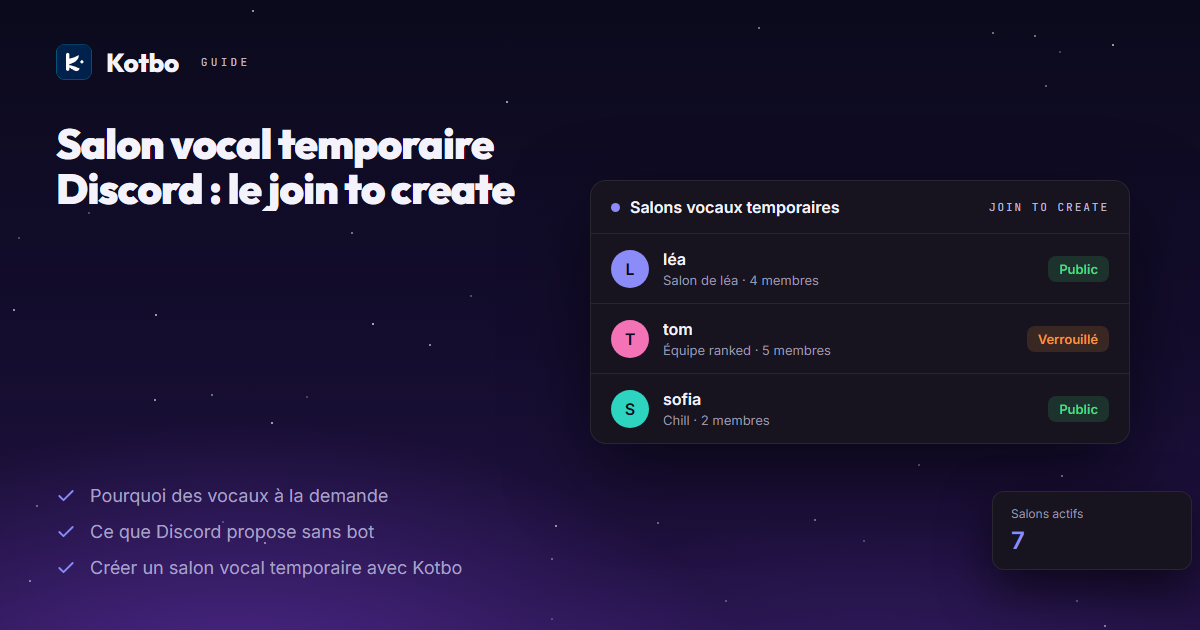 Kotbo GUIDE
Salon vocal temporaire
Discord : le join to create
Salons vocaux temporaires JOIN TO CREATE
L léa Public
Salon de léa · 4 membres
T tom Verrouillé
Équipe ranked · 5 membres
S sofia Public
Chill · 2 membres
Pourquoi des vocaux à la demande
Ce que Discord propose sans bot
Créer un salon vocal temporaire avec Kotbo
Salons actifs
7